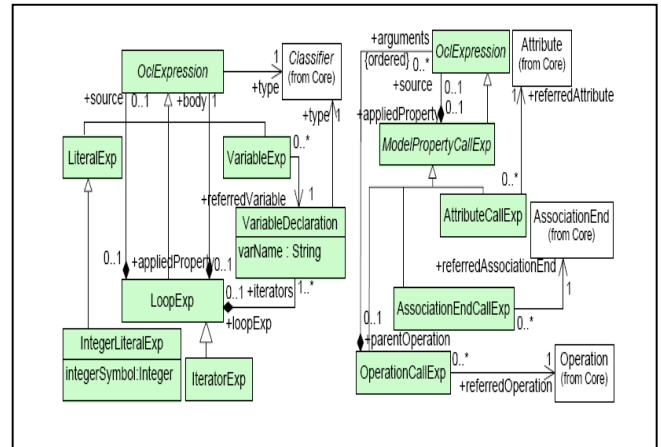 OclExpression
1
Classifier
(from Core)
+type
+source
0..1
+body
1
+type
1
LiteralExp
VariableExp
0..*
+referredVariable
1
VariableDeclaration
varName : String
0..1
+appliedProperty
0..1
LoopExp
0..1
+iterators
1..*
+loopExp
IntegerLiteralExp
integerSymbol:Integer
IteratorExp
+arguments
{ordered}
0..*
OclExpression
Attribute
(from Core)
+source
0..1
+appliedProperty
0..1
1
+referredAttribute
ModelPropertyCallExp
0..*
AttributeCallExp
AssociationEnd
(from Core)
+referredAssociationEnd
1
AssociationEndCallExp
0..*
0..1
+parentOperation
OperationCallExp
0..*
1
+referredOperation
Operation
(from Core)